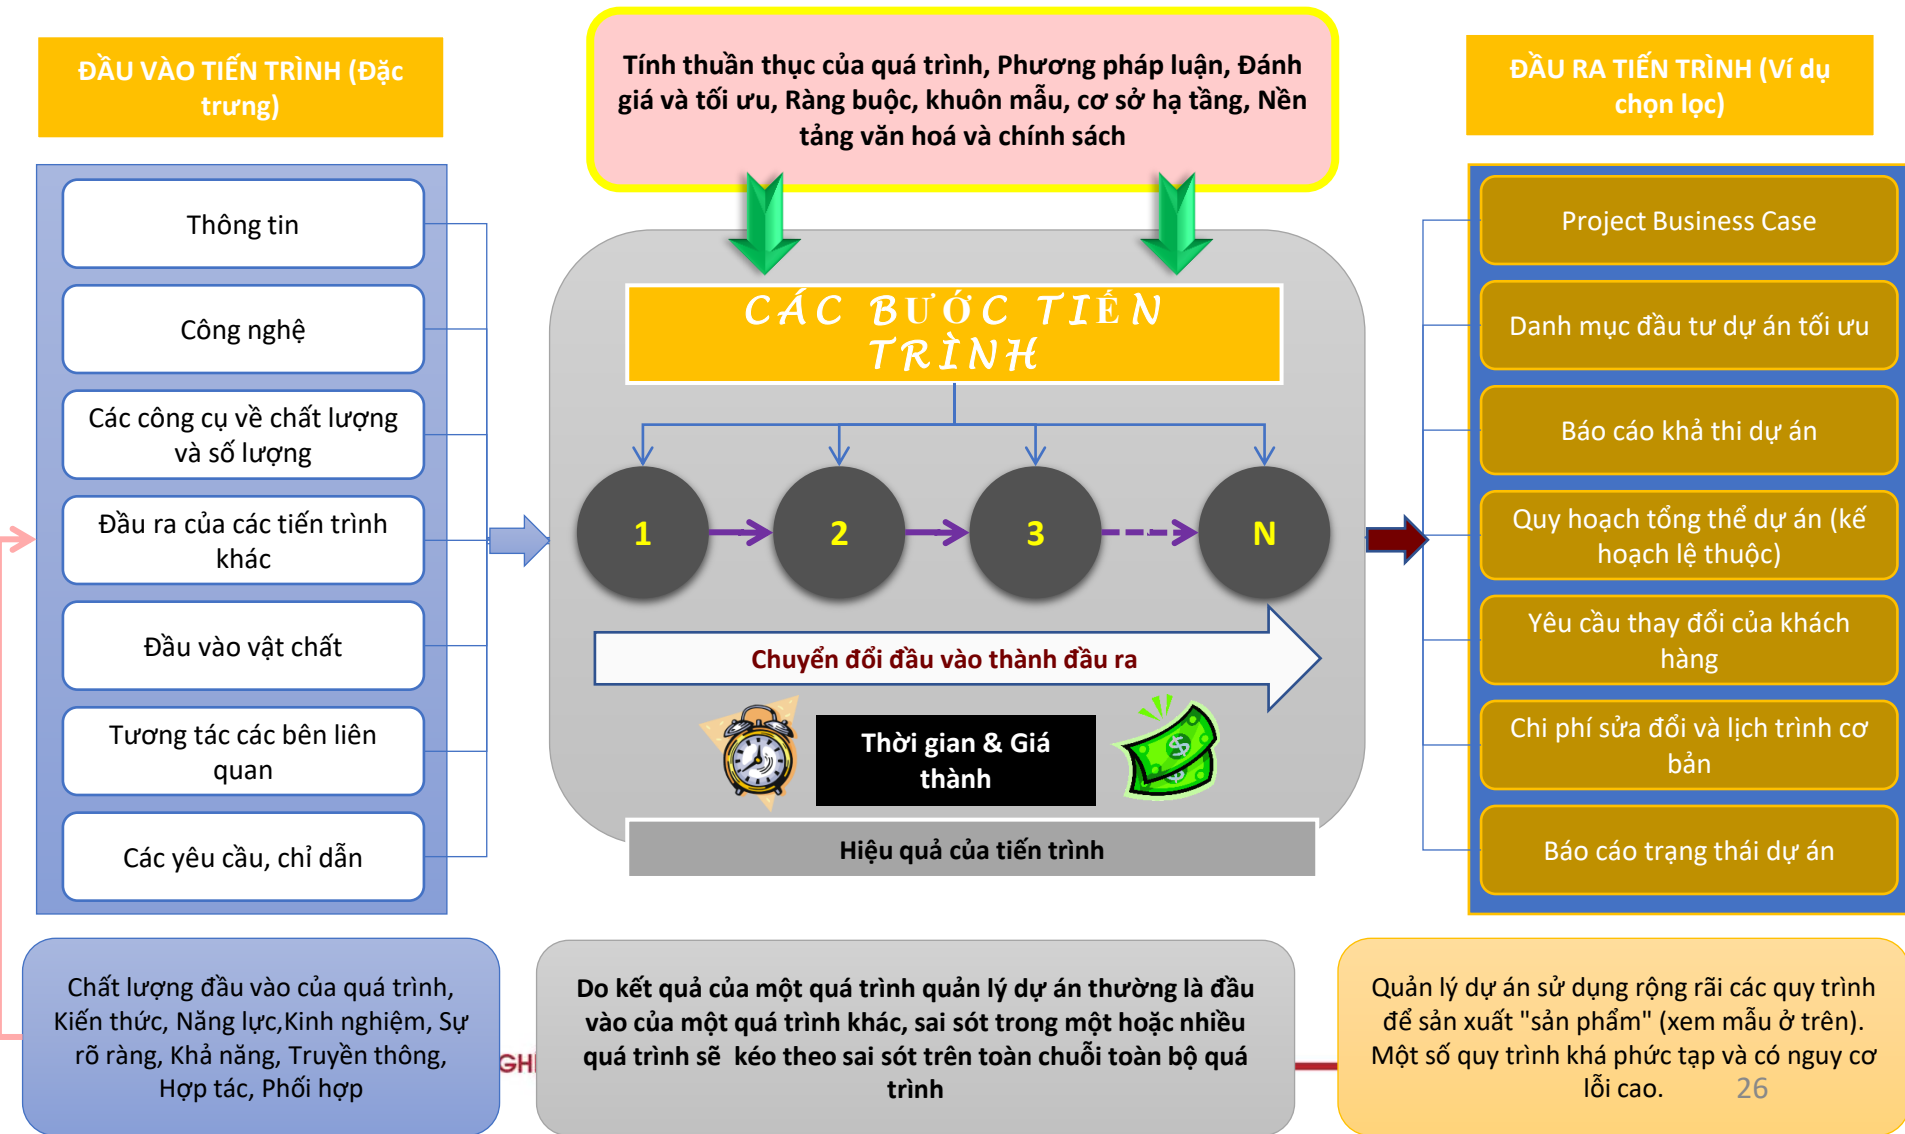 ĐẦU VÀO TIẾN TRÌNH (Đặc
trưng)
Thông tin
Công nghệ
Các công cụ về chất lượng
và số lượng
Đầu ra của các tiến trình
khác
Đầu vào vật chất
Tương tác các bên liên
quan
Các yêu cầu, chỉ dẫn
Chất lượng đầu vào của quá trình,
Kiến thức, Năng lực,Kinh nghiệm, Sự
rõ ràng, Khả năng, Truyền thông,
Hợp tác, Phối hợp
Tính thuần thục của quá trình, Phương pháp luận, Đánh
giá và tối ưu, Ràng buộc, khuôn mẫu, cơ sở hạ tầng, Nền
tảng văn hoá và chính sách
CÁC BƯỚC TIẾN
TRÌNH
1
2
3
N
Chuyển đổi đầu vào thành đầu ra
Thời gian & Giá
thành
Hiệu quả của tiến trình
GH
Do kết quả của một quá trình quản lý dự án thường là đầu
vào của một quá trình khác, sai sót trong một hoặc nhiều
quá trình sẽ kéo theo sai sót trên toàn chuỗi toàn bộ quá
trình
ĐẦU RA TIẾN TRÌNH (Ví dụ
chọn lọc)
Project Business Case
Danh mục đầu tư dự án tối ưu
Báo cáo khả thi dự án
Quy hoạch tổng thể dự án (kế
hoạch lệ thuộc)
Yêu cầu thay đổi của khách
hàng
Chi phí sửa đổi và lịch trình cơ
bản
Báo cáo trạng thái dự án
Quản lý dự án sử dụng rộng rãi các quy trình
để sản xuất "sản phẩm" (xem mẫu ở trên).
Một số quy trình khá phức tạp và có nguy cơ
lỗi cao.
26